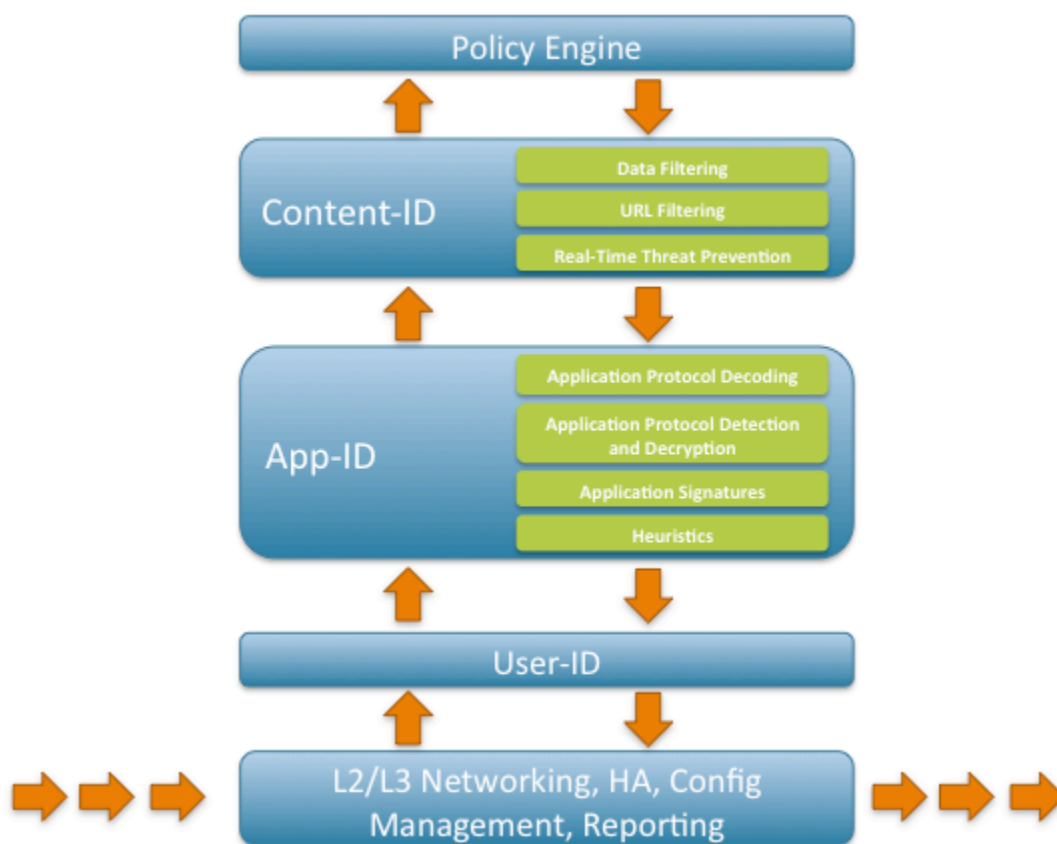 Policy Engine
Content-ID
Data Filtering
URL Filtering
Real-Time Threat Prevention
App-ID
Application Protocol Decoding
Application Protocol Detection
and Decryption
Application Signatures
Heuristics
User-ID
L2/L3 Networking, HA, Config
Management, Reporting